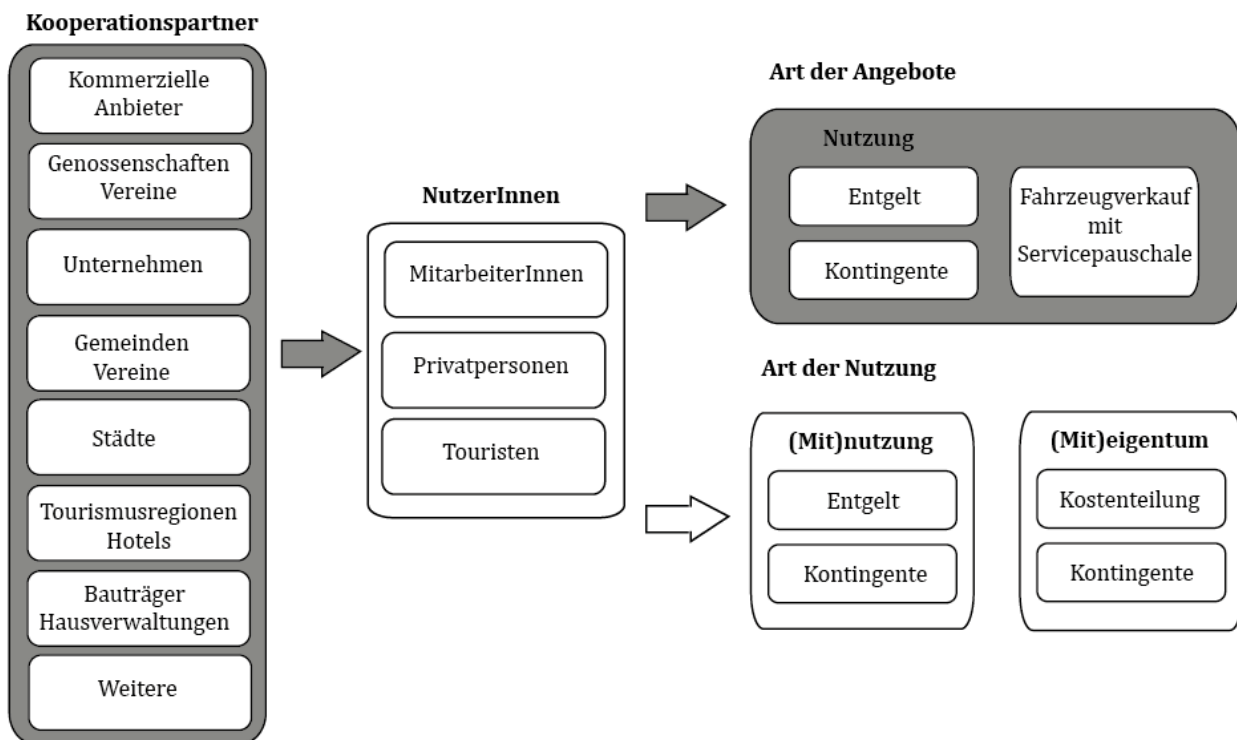 Kooperationspartner
Kommerzielle
Anbieter
Genossenschaften
Vereine
Unternehmen
Gemeinden
Vereine
Städte
Tourismusregionen
Hotels
Bauträger
Hausverwaltungen
Weitere
NutzerInnen
MitarbeiterInnen
Privatpersonen
Touristen
Art der Angebote
Nutzung
Entgelt
Kontingente
Fahrzeugverkauf
mit
Servicepauschale
Art der Nutzung
(Mit)nutzung
Entgelt
Kontingente
(Mit)eigentum
Kostenteilung
Kontingente